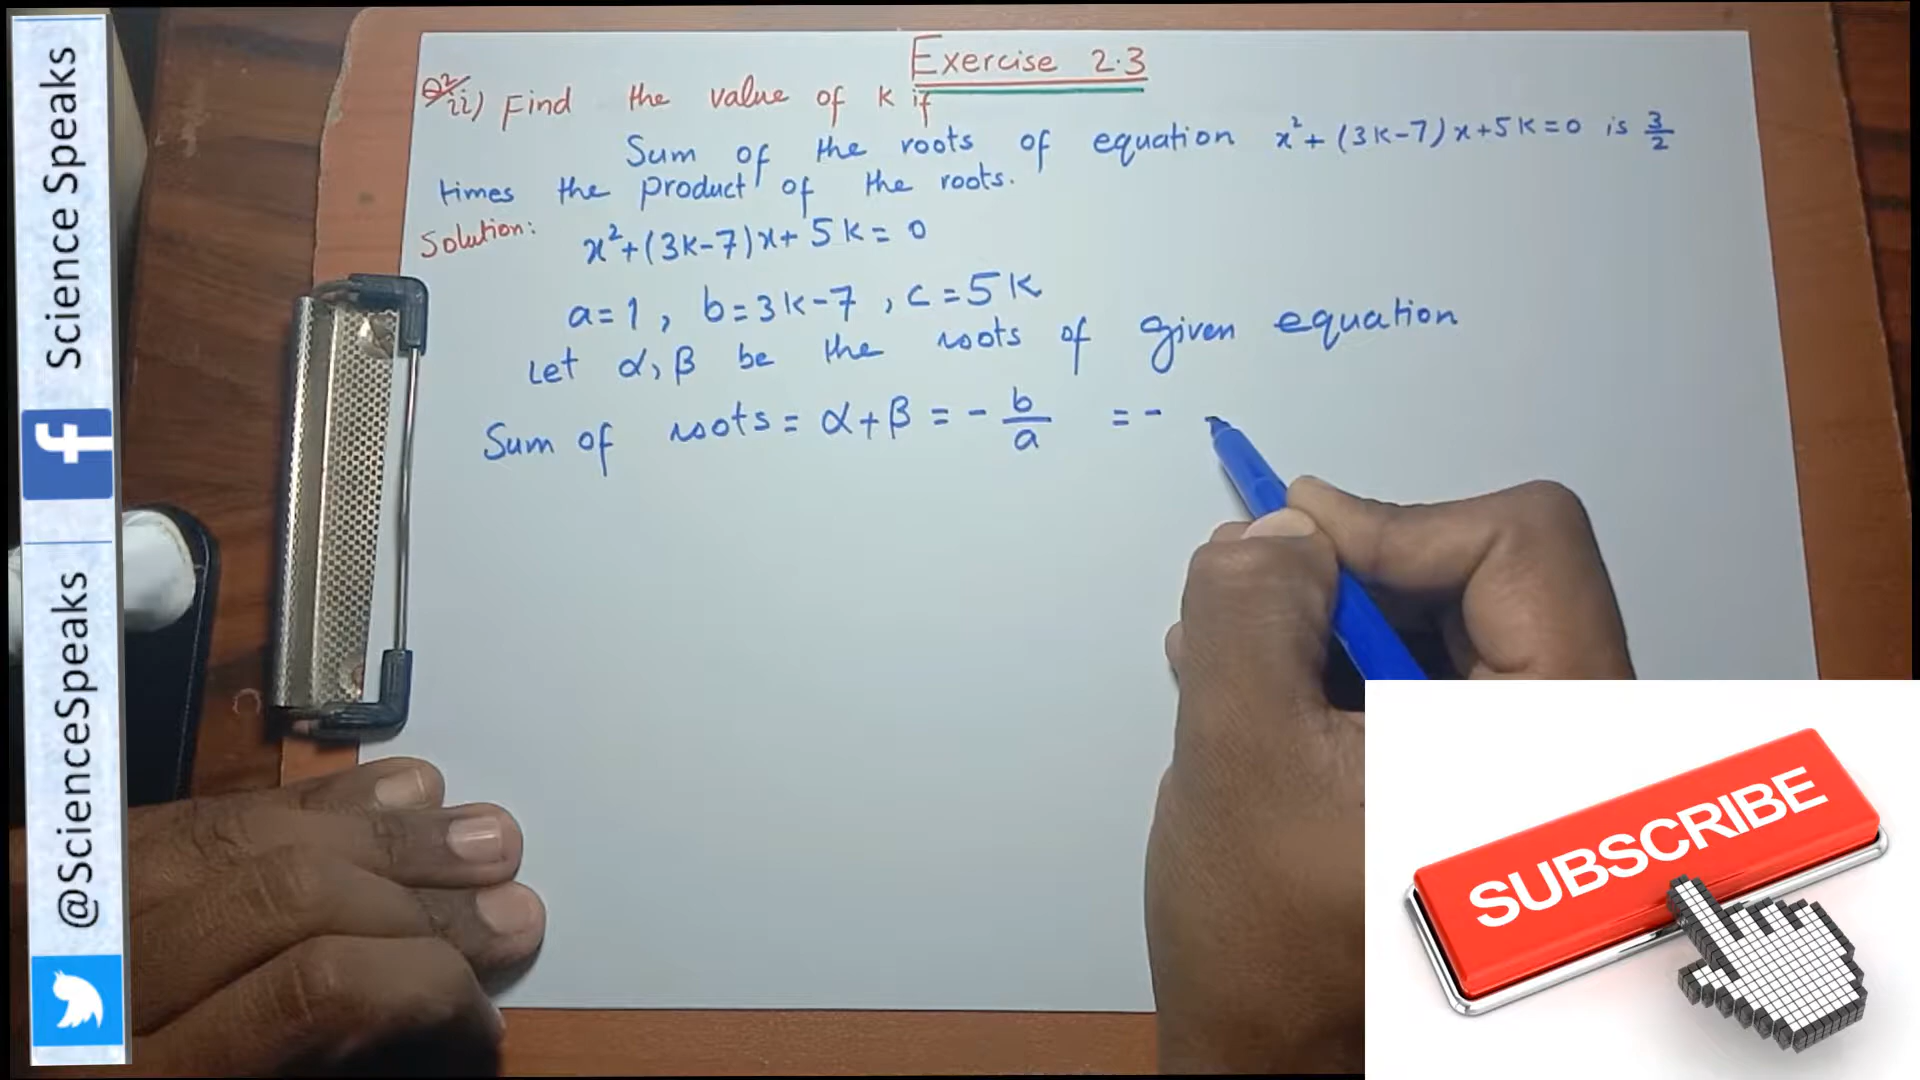 Exercise 2.3
Q2 ii) Find the value of k if
Sum of the roots of equation x² + (3k-7)x+5k=0 is 3/2
times the product of the roots.
Solution:
x²+(3k-7)x+5k=0
a=1, b=3k-7, c=5k
Let α, β be the roots of given equation
Sum of roots = α+β = - b/a = -
Science Speaks
f
@ScienceSpeaks
SUBSCRIBE